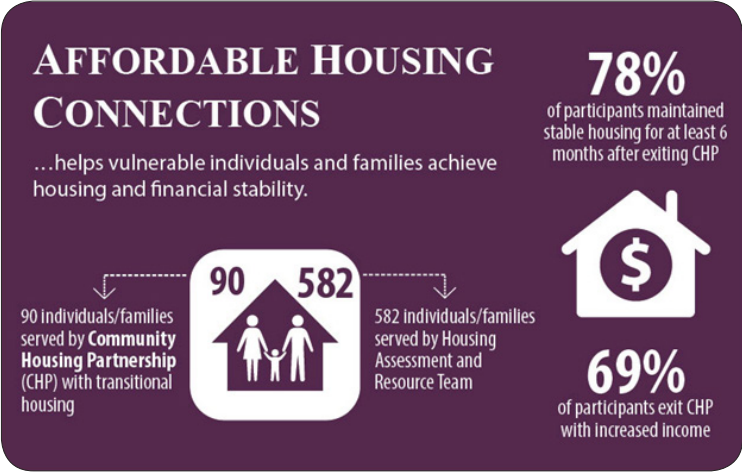 AFFORDABLE HOUSING
CONNECTIONS
...helps vulnerable individuals and families achieve
housing and financial stability.
90
582
90 individuals/families
served by Community
Housing Partnership
(CHP) with transitional
housing
582 individuals/families
served by Housing
Assessment and
Resource Team
78%
of participants maintained
stable housing for at least 6
months after exiting CHP
$
69%
of participants exit CHP
with increased income